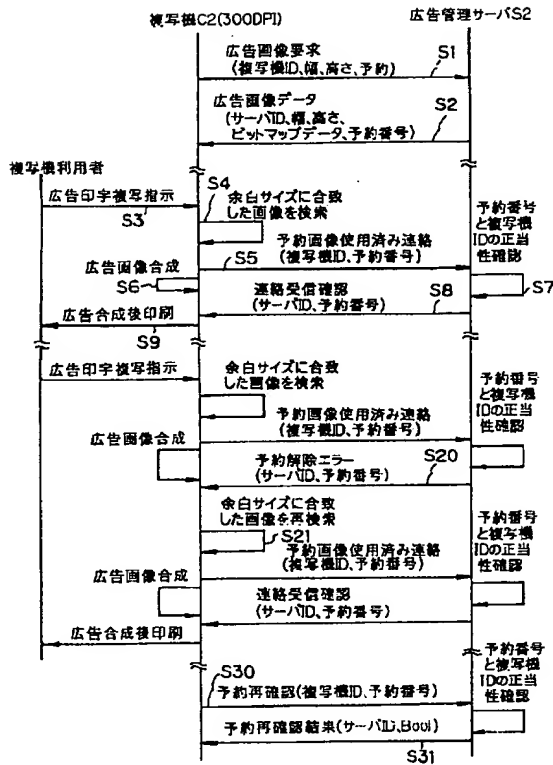 複写機C2(300DPI)
広告管理サーバS2
広告画像要求
(複写機ID、幅、高さ、予約)
S1
広告画像データ
(サーバID、幅、高さ、
ビットマップデータ、予約番号)
S2
複写機利用者
広告印字複写指示
S3
S4
余白サイズに合致
した画像を検索
予約番号
と複写機
IDの正当
性確認
予約画像使用済み連絡
(複写機ID、予約番号)
S5
広告画像合成
S6
連絡受信確認
(サーバID、予約番号)
S8
S7
広告合成後印刷
S9
広告印字複写指示
余白サイズに合致
した画像を検索
予約番号
と複写機
IDの正当
性確認
予約画像使用済み連絡
(複写機ID、予約番号)
広告画像合成
予約解除エラー
(サーバID、予約番号)
S20
余白サイズに合致
した画像を再検索
S21
予約番号
と複写機
IDの正当
性確認
予約画像使用済み連絡
(複写機ID、予約番号)
広告画像合成
連絡受信確認
(サーバID、予約番号)
広告合成後印刷
S30
予約番号
と複写機
IDの正当
性確認
予約再確認(複写機ID、予約番号)
予約再確認結果(サーバID、Bool)
S31